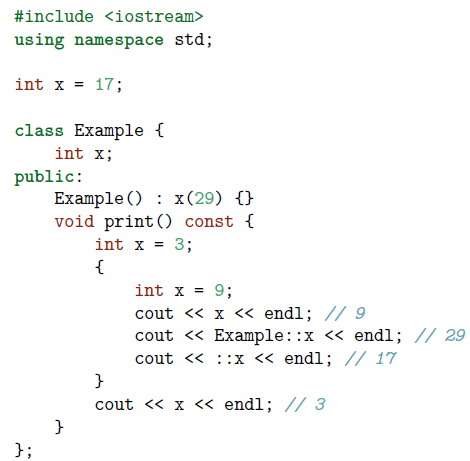 #include <iostream>
using namespace std;

int x = 17;

class Example {
    int x;
public:
    Example() : x(29) {}
    void print() const {
        int x = 3;
        {
            int x = 9;
            cout << x << endl; // 9
            cout << Example::x << endl; // 29
            cout << ::x << endl; // 17
        }
        cout << x << endl; // 3
    }
};